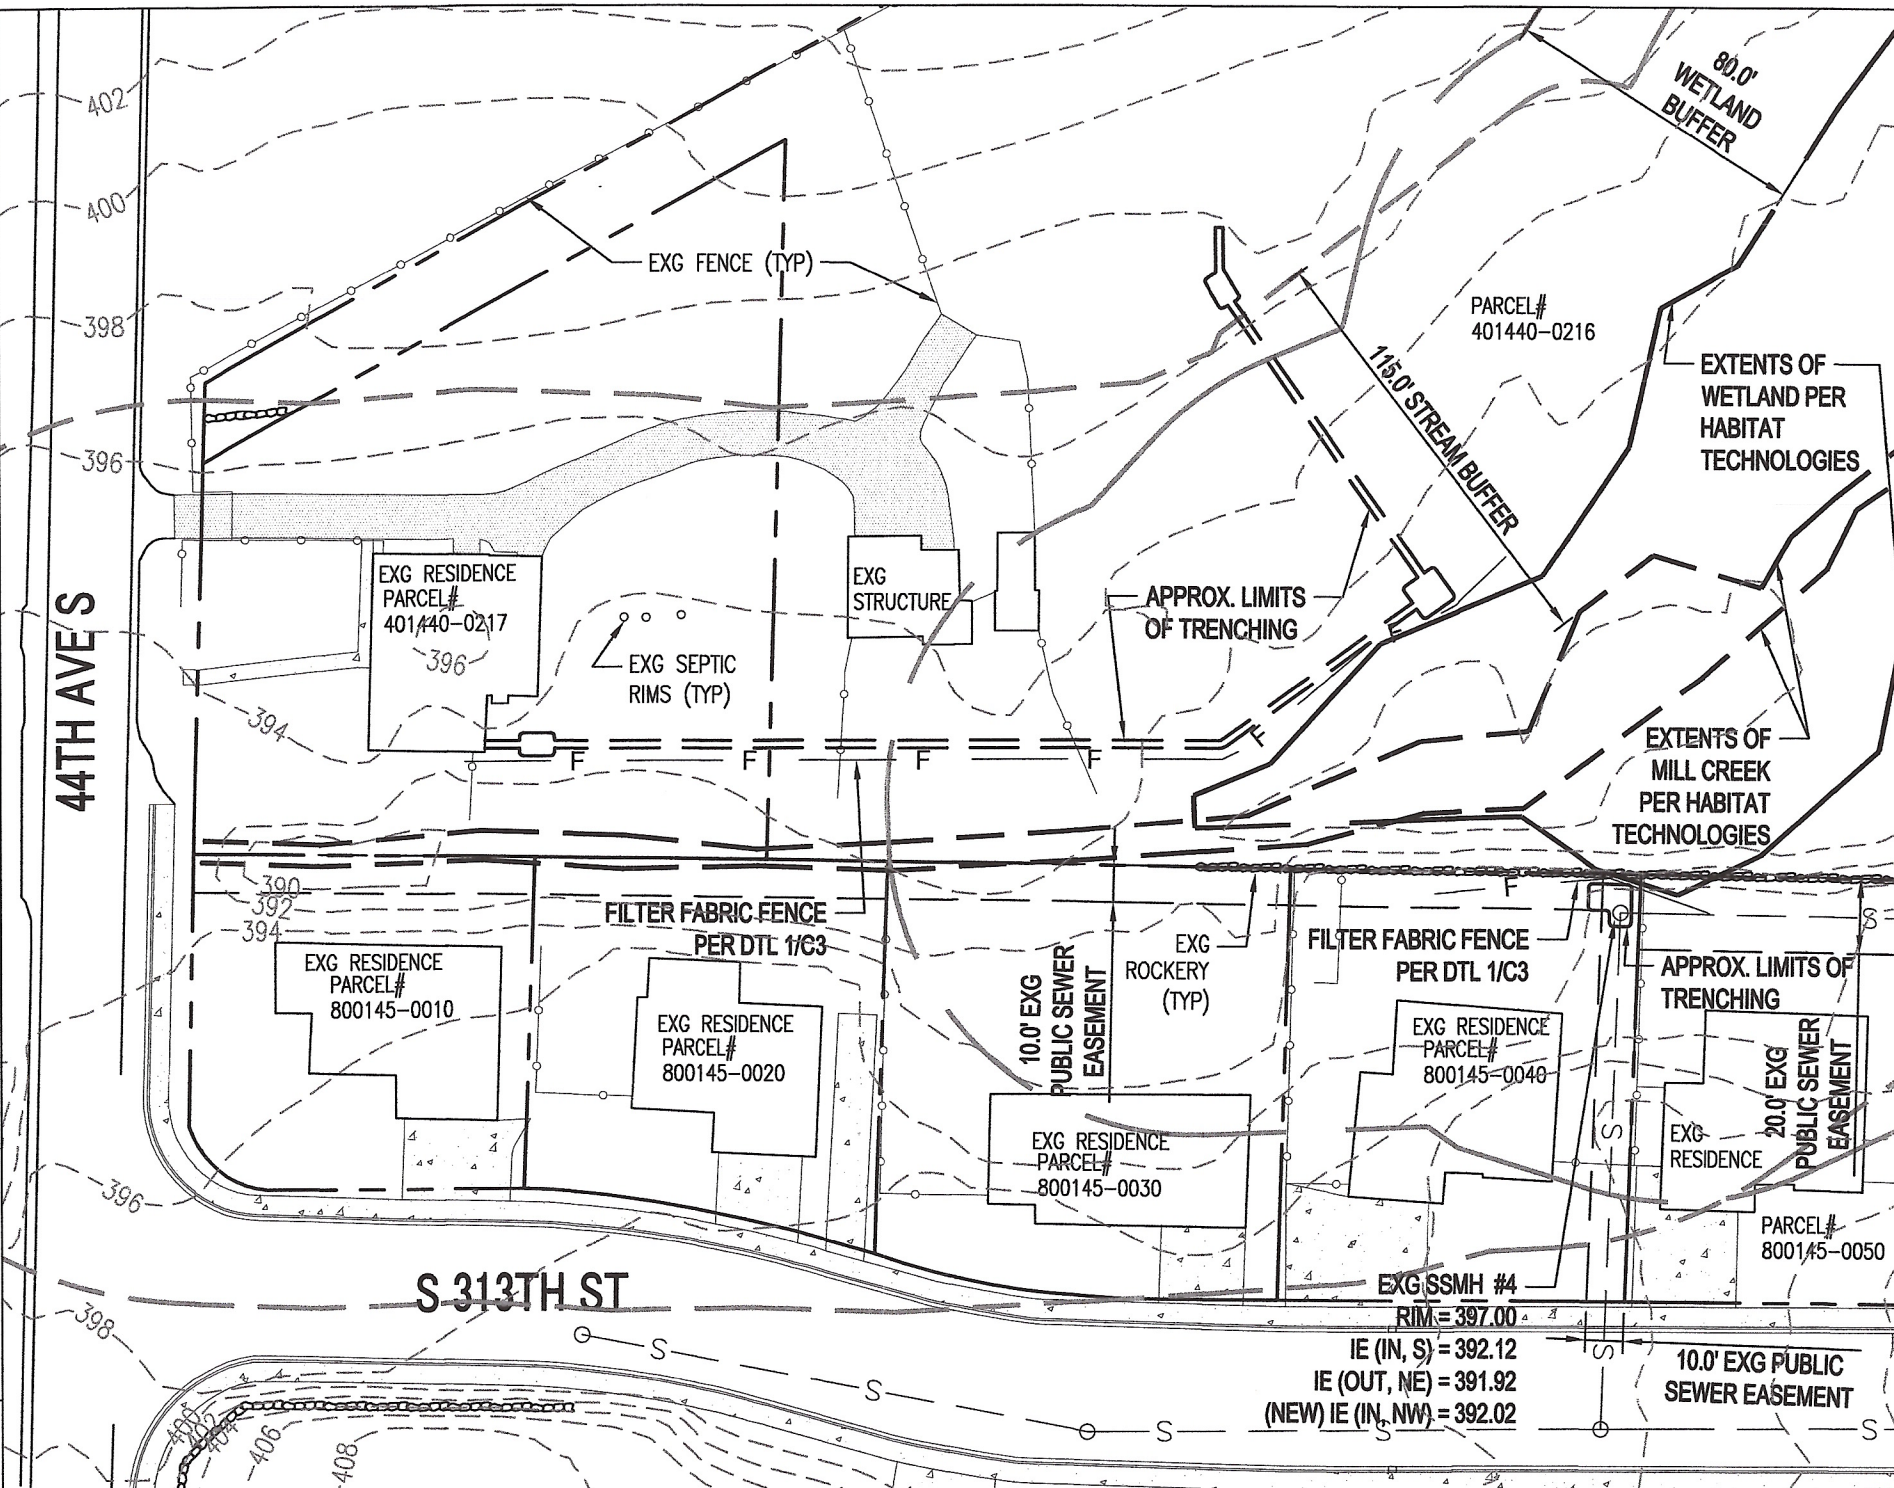 402
400
398
396
394
44TH AVE S
EXG FENCE (TYP)
80.0'
WETLAND
BUFFER
PARCEL#
401440-0216
115.0' STREAM BUFFER
EXTENTS OF
WETLAND PER
HABITAT
TECHNOLOGIES
EXG RESIDENCE
PARCEL#
401440-0217
396
EXG SEPTIC
RIMS (TYP)
EXG
STRUCTURE
APPROX. LIMITS
OF TRENCHING
F
F
F
F
F
EXTENTS OF
MILL CREEK
PER HABITAT
TECHNOLOGIES
390
392
394
FILTER FABRIC FENCE
PER DTL 1/C3
10.0' EXG
PUBLIC SEWER
EASEMENT
EXG
ROCKERY
(TYP)
F
FILTER FABRIC FENCE
PER DTL 1/C3
S
APPROX. LIMITS OF
TRENCHING
20.0' EXG
PUBLIC SEWER
EASEMENT
EXG RESIDENCE
PARCEL#
800145-0010
EXG RESIDENCE
PARCEL#
800145-0020
EXG RESIDENCE
PARCEL#
800145-0030
EXG RESIDENCE
PARCEL#
800145-0040
S
EXG
RESIDENCE
PARCEL#
800145-0050
396
398
S 313TH ST
EXG SSMH #4
RIM = 397.00
IE (IN, S) = 392.12
IE (OUT, NE) = 391.92
(NEW) IE (IN, NW) = 392.02
S
10.0' EXG PUBLIC
SEWER EASEMENT
S
S
S
S
S
400
402
404
406
408